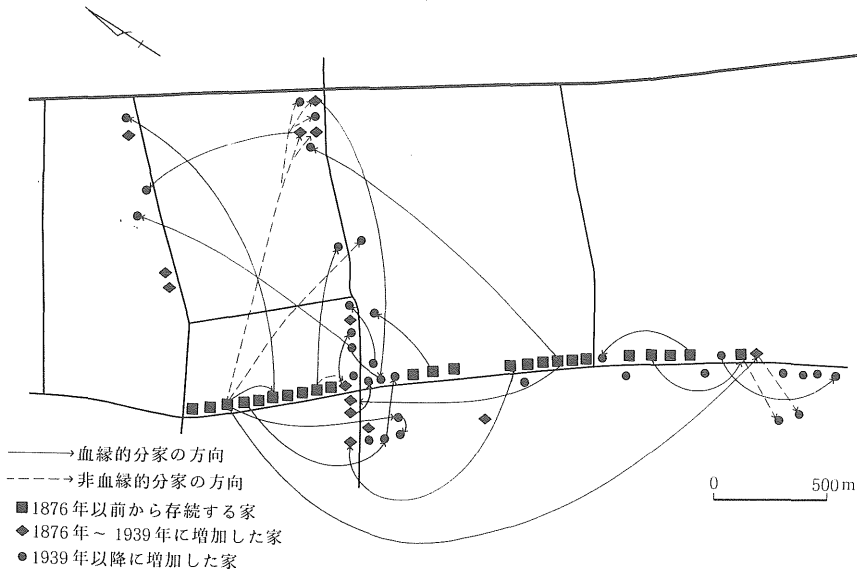 血縁的分家の方向
非血縁的分家の方向
1876年以前から存続する家
1876年～1939年に増加した家
1939年以降に増加した家
0 500m